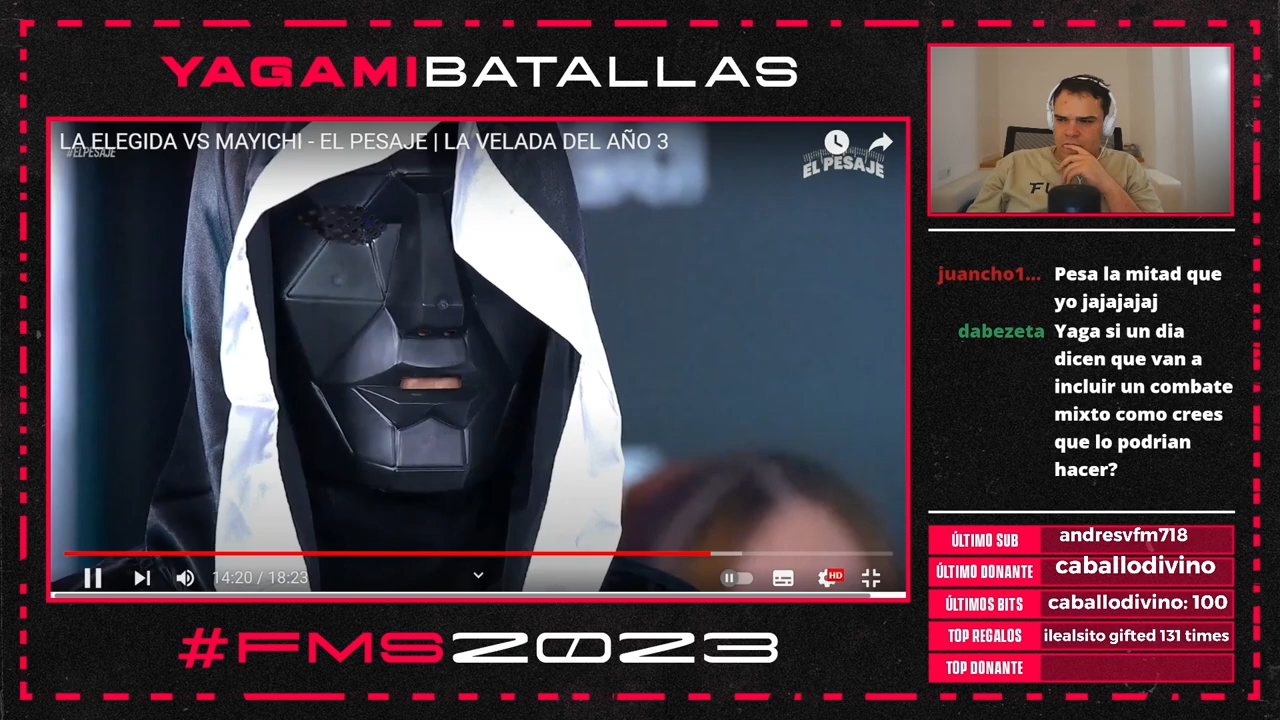 YAGAMIBATALLAS
LA ELEGIDA VS MAYICHI - EL PESAJE | LA VELADA DEL AÑO 3
#ELPESAJE
EL PESAJE
14:20 / 18:23
HD
#FMS2023
juancho1... Pesa la mitad que
yo jajajajaj
dabezeta Yaga si un dia
dicen que van a
incluir un combate
mixto como crees
que lo podrian
hacer?
ÚLTIMO SUB andresvfm718
ÚLTIMO DONANTE caballodivino
ÚLTIMOS BITS caballodivino: 100
TOP REGALOS ilealsito gifted 131 times
TOP DONANTE